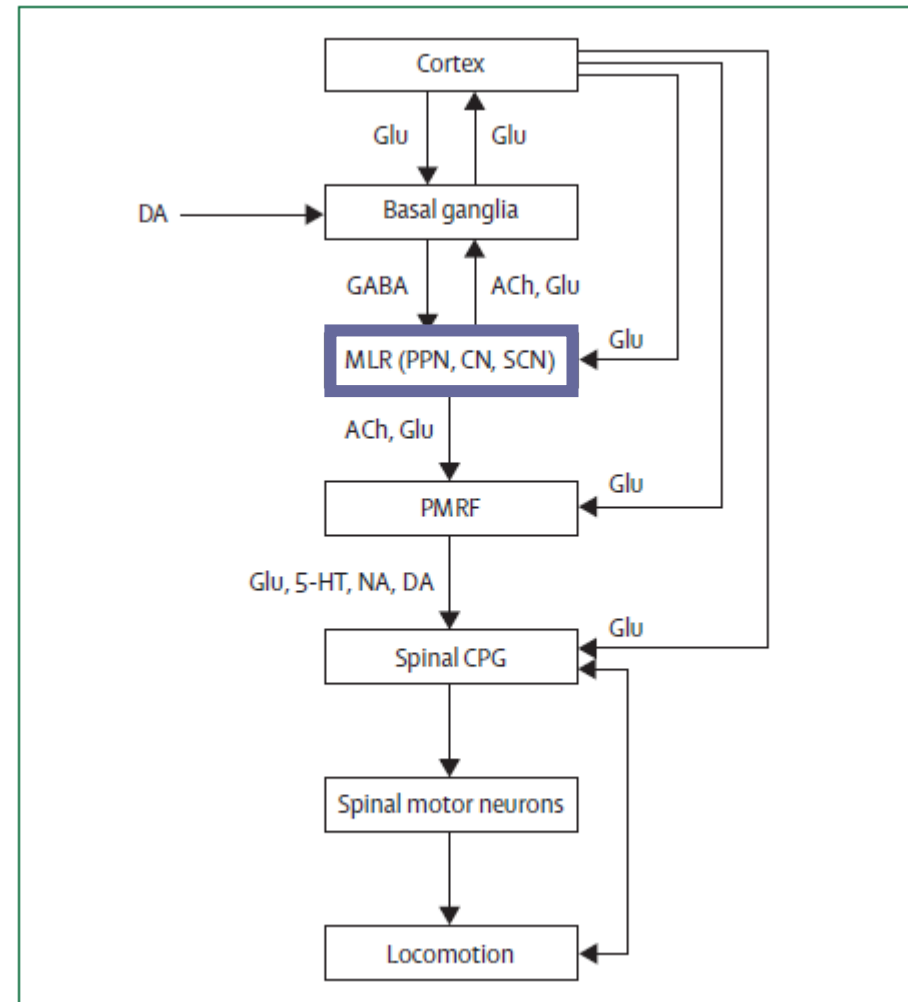 Cortex
Glu Glu
DA
Basal ganglia
GABA ACh, Glu
Glu
MLR (PPN, CN, SCN)
ACh, Glu
Glu
PMRF
Glu, 5-HT, NA, DA
Glu
Spinal CPG
Spinal motor neurons
Locomotion